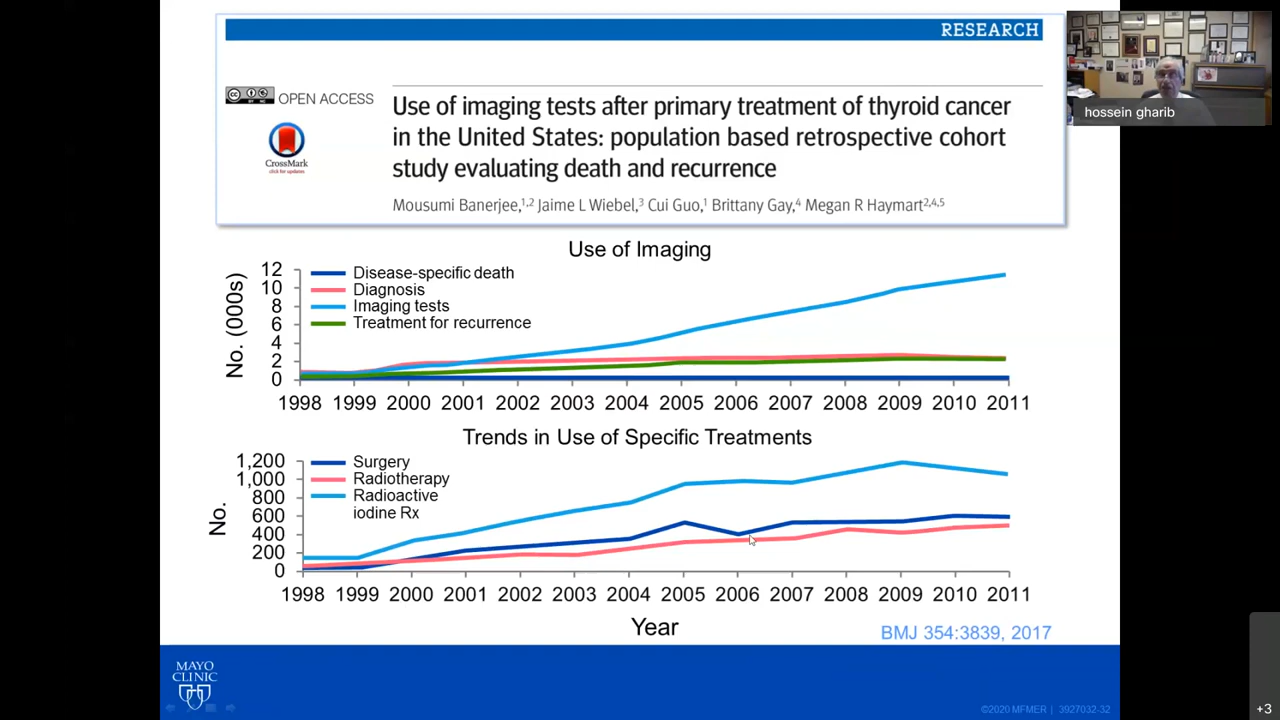 RESEARCH
OPEN ACCESS
CrossMark
click for updates
Use of imaging tests after primary treatment of thyroid cancer
in the United States: population based retrospective cohort
study evaluating death and recurrence
Mousumi Banerjee,1,2 Jaime L Wiebel,3 Cui Guo,1 Brittany Gay,4 Megan R Haymart2,4,5
hossein gharib
Use of Imaging
No. (000s)
12
10
8
6
4
2
0
Disease-specific death
Diagnosis
Imaging tests
Treatment for recurrence
1998 1999 2000 2001 2002 2003 2004 2005 2006 2007 2008 2009 2010 2011
Trends in Use of Specific Treatments
No.
1,200
1,000
800
600
400
200
0
Surgery
Radiotherapy
Radioactive
iodine Rx
1998 1999 2000 2001 2002 2003 2004 2005 2006 2007 2008 2009 2010 2011
Year
BMJ 354:3839, 2017
MAYO
CLINIC
©2020 MFMER | 3927032-32
+3